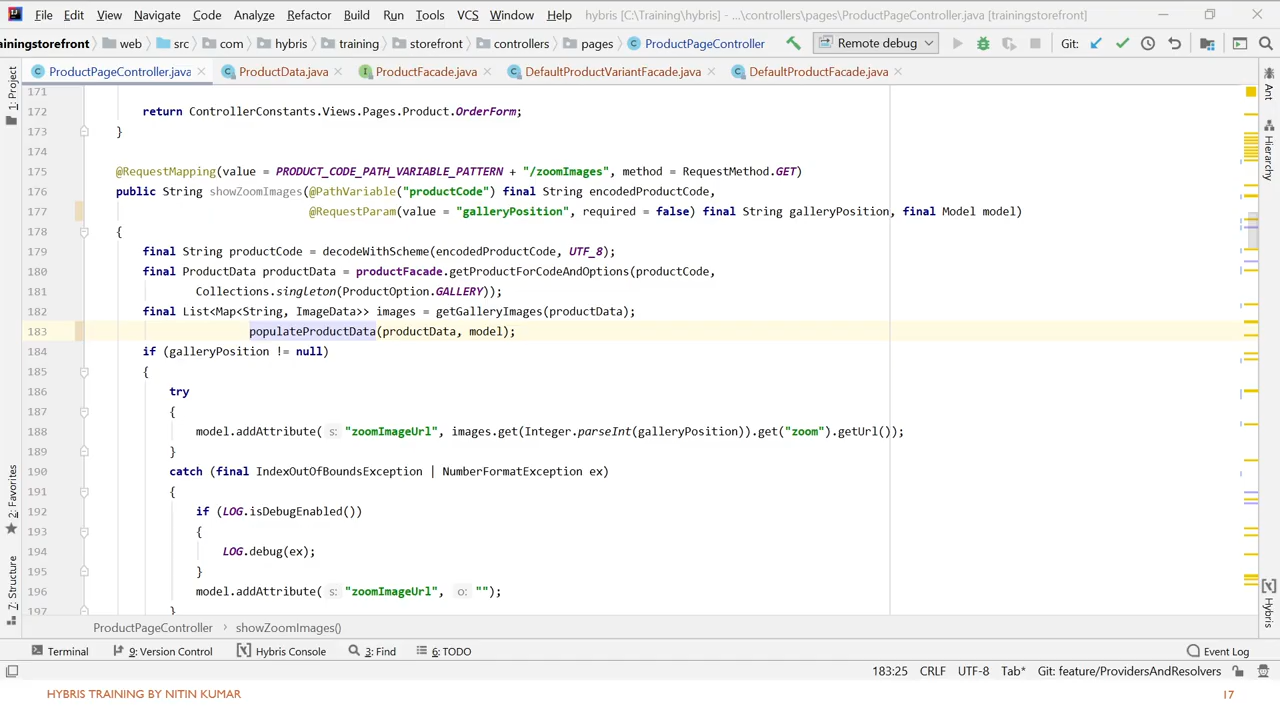 File Edit View Navigate Code Analyze Refactor Build Run Tools VCS Window Help hybris [C:\Training\hybris] - ...\controllers\pages\ProductPageController.java [trainingstorefront]
ainingstorefront web src com hybris training storefront controllers pages ProductPageController Remote debug Git:
ProductPageController.java ProductData.java ProductFacade.java DefaultProductVariantFacade.java DefaultProductFacade.java
1: Project
2: Favorites
7: Structure
171
172 return ControllerConstants.Views.Pages.Product.OrderForm;
173 }
174
175 @RequestMapping(value = PRODUCT_CODE_PATH_VARIABLE_PATTERN + "/zoomImages", method = RequestMethod.GET)
176 public String showZoomImages(@PathVariable("productCode") final String encodedProductCode,
177 @RequestParam(value = "galleryPosition", required = false) final String galleryPosition, final Model model)
178 {
179 final String productCode = decodeWithScheme(encodedProductCode, UTF_8);
180 final ProductData productData = productFacade.getProductForCodeAndOptions(productCode,
181 Collections.singleton(ProductOption.GALLERY));
182 final List<Map<String, ImageData>> images = getGalleryImages(productData);
183 populateProductData(productData, model);
184 if (galleryPosition != null)
185 {
186 try
187 {
188 model.addAttribute( s: "zoomImageUrl", images.get(Integer.parseInt(galleryPosition)).get("zoom").getUrl());
189 }
190 catch (final IndexOutOfBoundsException | NumberFormatException ex)
191 {
192 if (LOG.isDebugEnabled())
193 {
194 LOG.debug(ex);
195 }
196 model.addAttribute( s: "zoomImageUrl", o: "");
197 }
Ant
Hierarchy
Hybris
ProductPageController › showZoomImages()
Terminal 9: Version Control Hybris Console 3: Find 6: TODO Event Log
183:25 CRLF UTF-8 Tab* Git: feature/ProvidersAndResolvers
HYBRIS TRAINING BY NITIN KUMAR 17